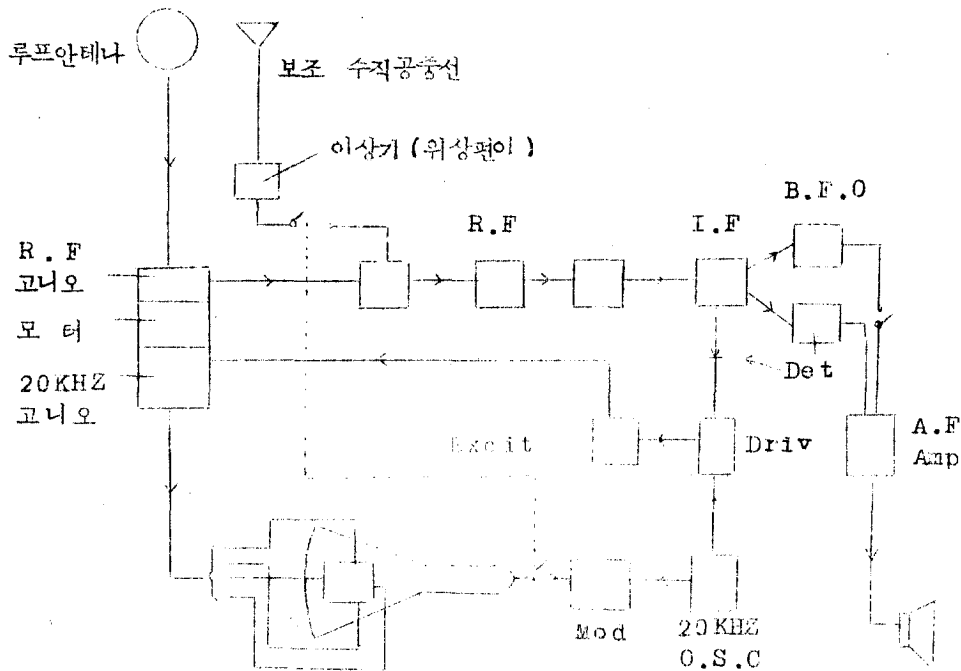 루프안테나
보조 수직공중선
이상기 (위상편이)
B.F.O
R.F
I.F
R.F
고니오
모 터
20KHZ
고니오
Det
Excit
Driv
A.F
Amp
Mod
20KHZ
O.S.C